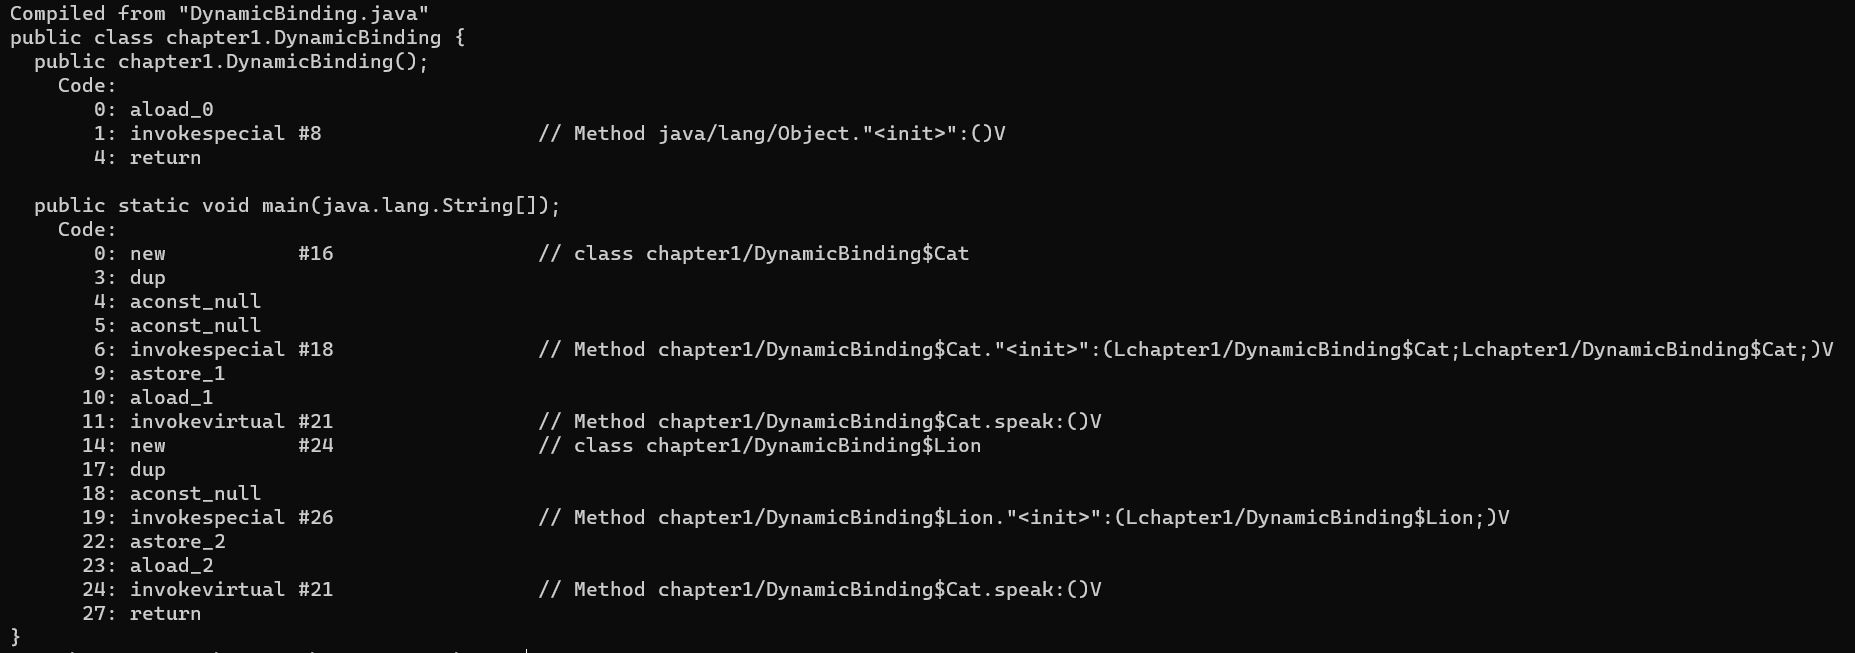 Compiled from "DynamicBinding.java"
public class chapter1.DynamicBinding {
  public chapter1.DynamicBinding();
    Code:
       0: aload_0
       1: invokespecial #8                  // Method java/lang/Object."<init>":()V
       4: return

  public static void main(java.lang.String[]);
    Code:
       0: new           #16                 // class chapter1/DynamicBinding$Cat
       3: dup
       4: aconst_null
       5: aconst_null
       6: invokespecial #18                 // Method chapter1/DynamicBinding$Cat."<init>":(Lchapter1/DynamicBinding$Cat;Lchapter1/DynamicBinding$Cat;)V
       9: astore_1
      10: aload_1
      11: invokevirtual #21                 // Method chapter1/DynamicBinding$Cat.speak:()V
      14: new           #24                 // class chapter1/DynamicBinding$Lion
      17: dup
      18: aconst_null
      19: invokespecial #26                 // Method chapter1/DynamicBinding$Lion."<init>":(Lchapter1/DynamicBinding$Lion;)V
      22: astore_2
      23: aload_2
      24: invokevirtual #21                 // Method chapter1/DynamicBinding$Cat.speak:()V
      27: return
}